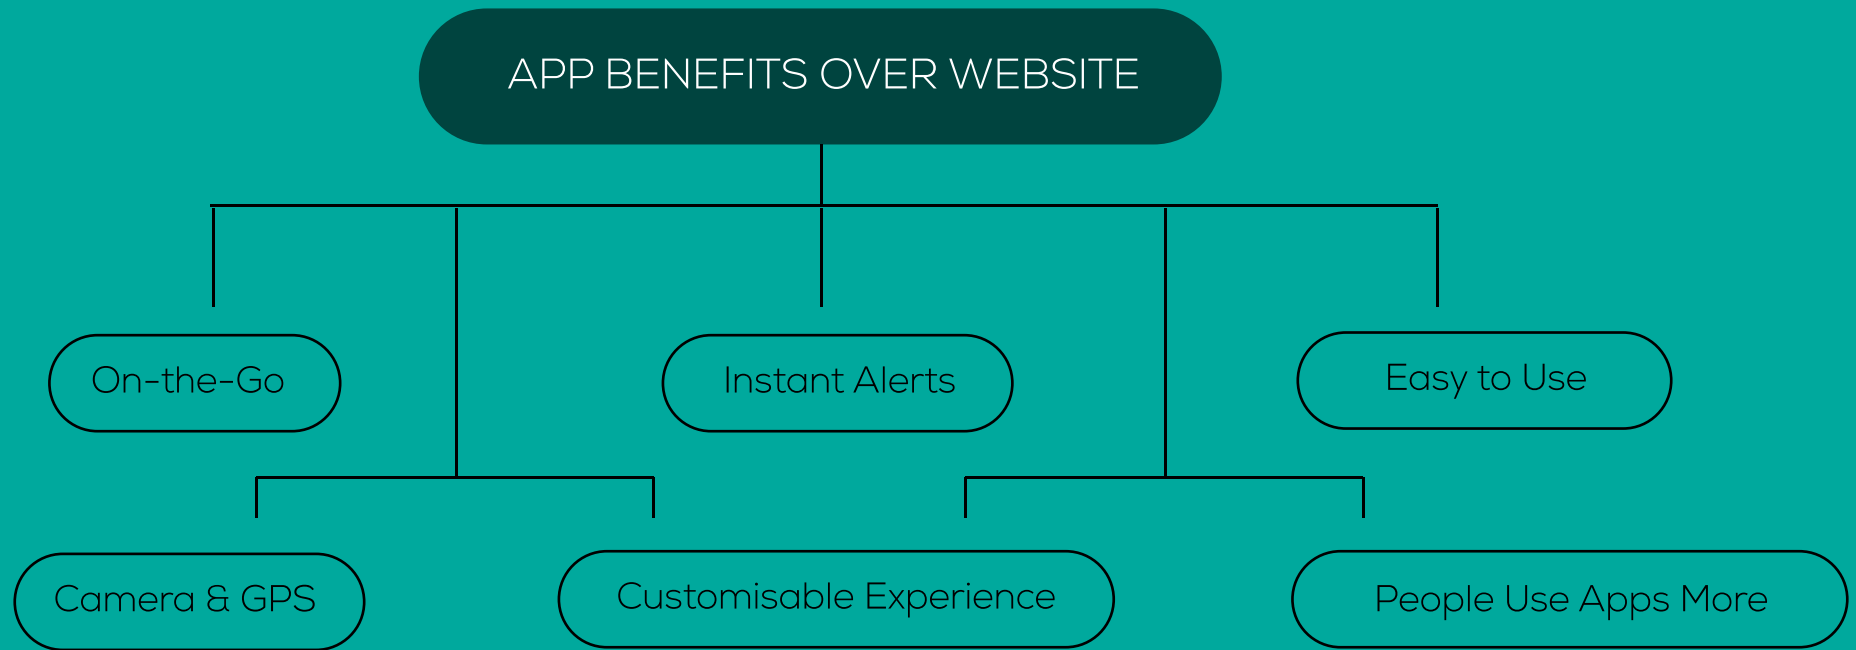 APP BENEFITS OVER WEBSITE
On-the-Go
Instant Alerts
Easy to Use
Camera & GPS
Customisable Experience
People Use Apps More